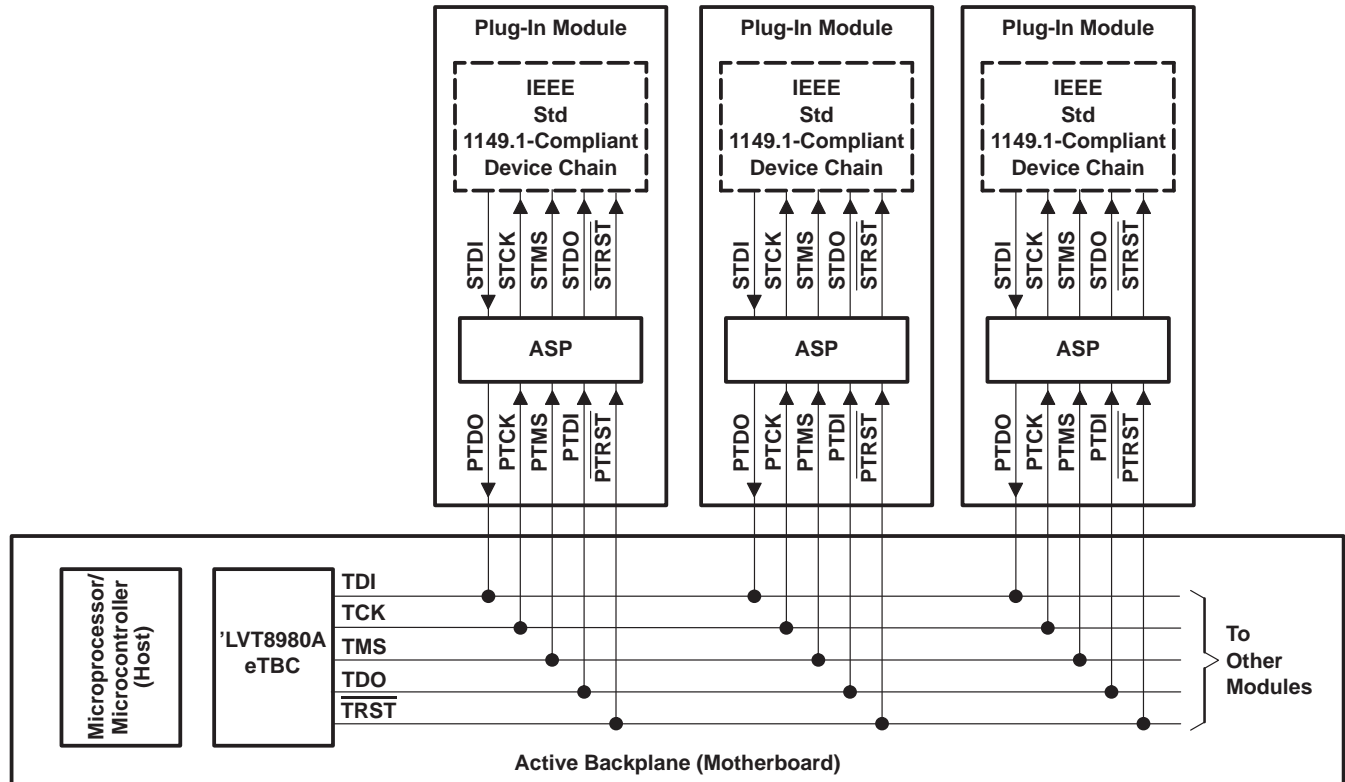 Plug-In Module
IEEE
Std
1149.1-Compliant
Device Chain
STDI
STCK
STMS
STDO
STRST
ASP
PTDO
PTCK
PTMS
PTDI
PTRST
Plug-In Module
IEEE
Std
1149.1-Compliant
Device Chain
STDI
STCK
STMS
STDO
STRST
ASP
PTDO
PTCK
PTMS
PTDI
PTRST
Plug-In Module
IEEE
Std
1149.1-Compliant
Device Chain
STDI
STCK
STMS
STDO
STRST
ASP
PTDO
PTCK
PTMS
PTDI
PTRST
Microprocessor/
Microcontroller
(Host)
’LVT8980A
eTBC
TDI
TCK
TMS
TDO
TRST
To
Other
Modules
Active Backplane (Motherboard)